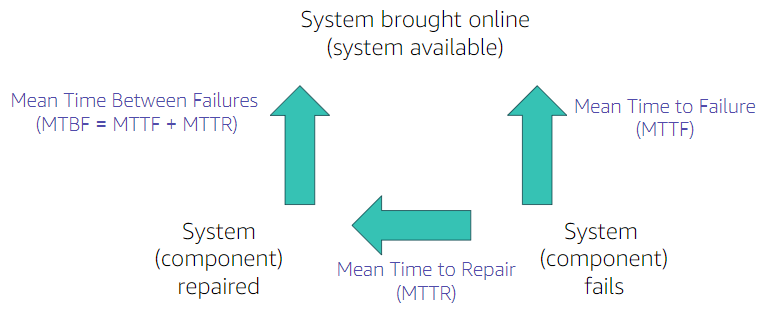 System brought online
(system available)
Mean Time Between Failures
(MTBF = MTTF + MTTR)
Mean Time to Failure
(MTTF)
System
(component)
repaired
System
(component)
fails
Mean Time to Repair
(MTTR)